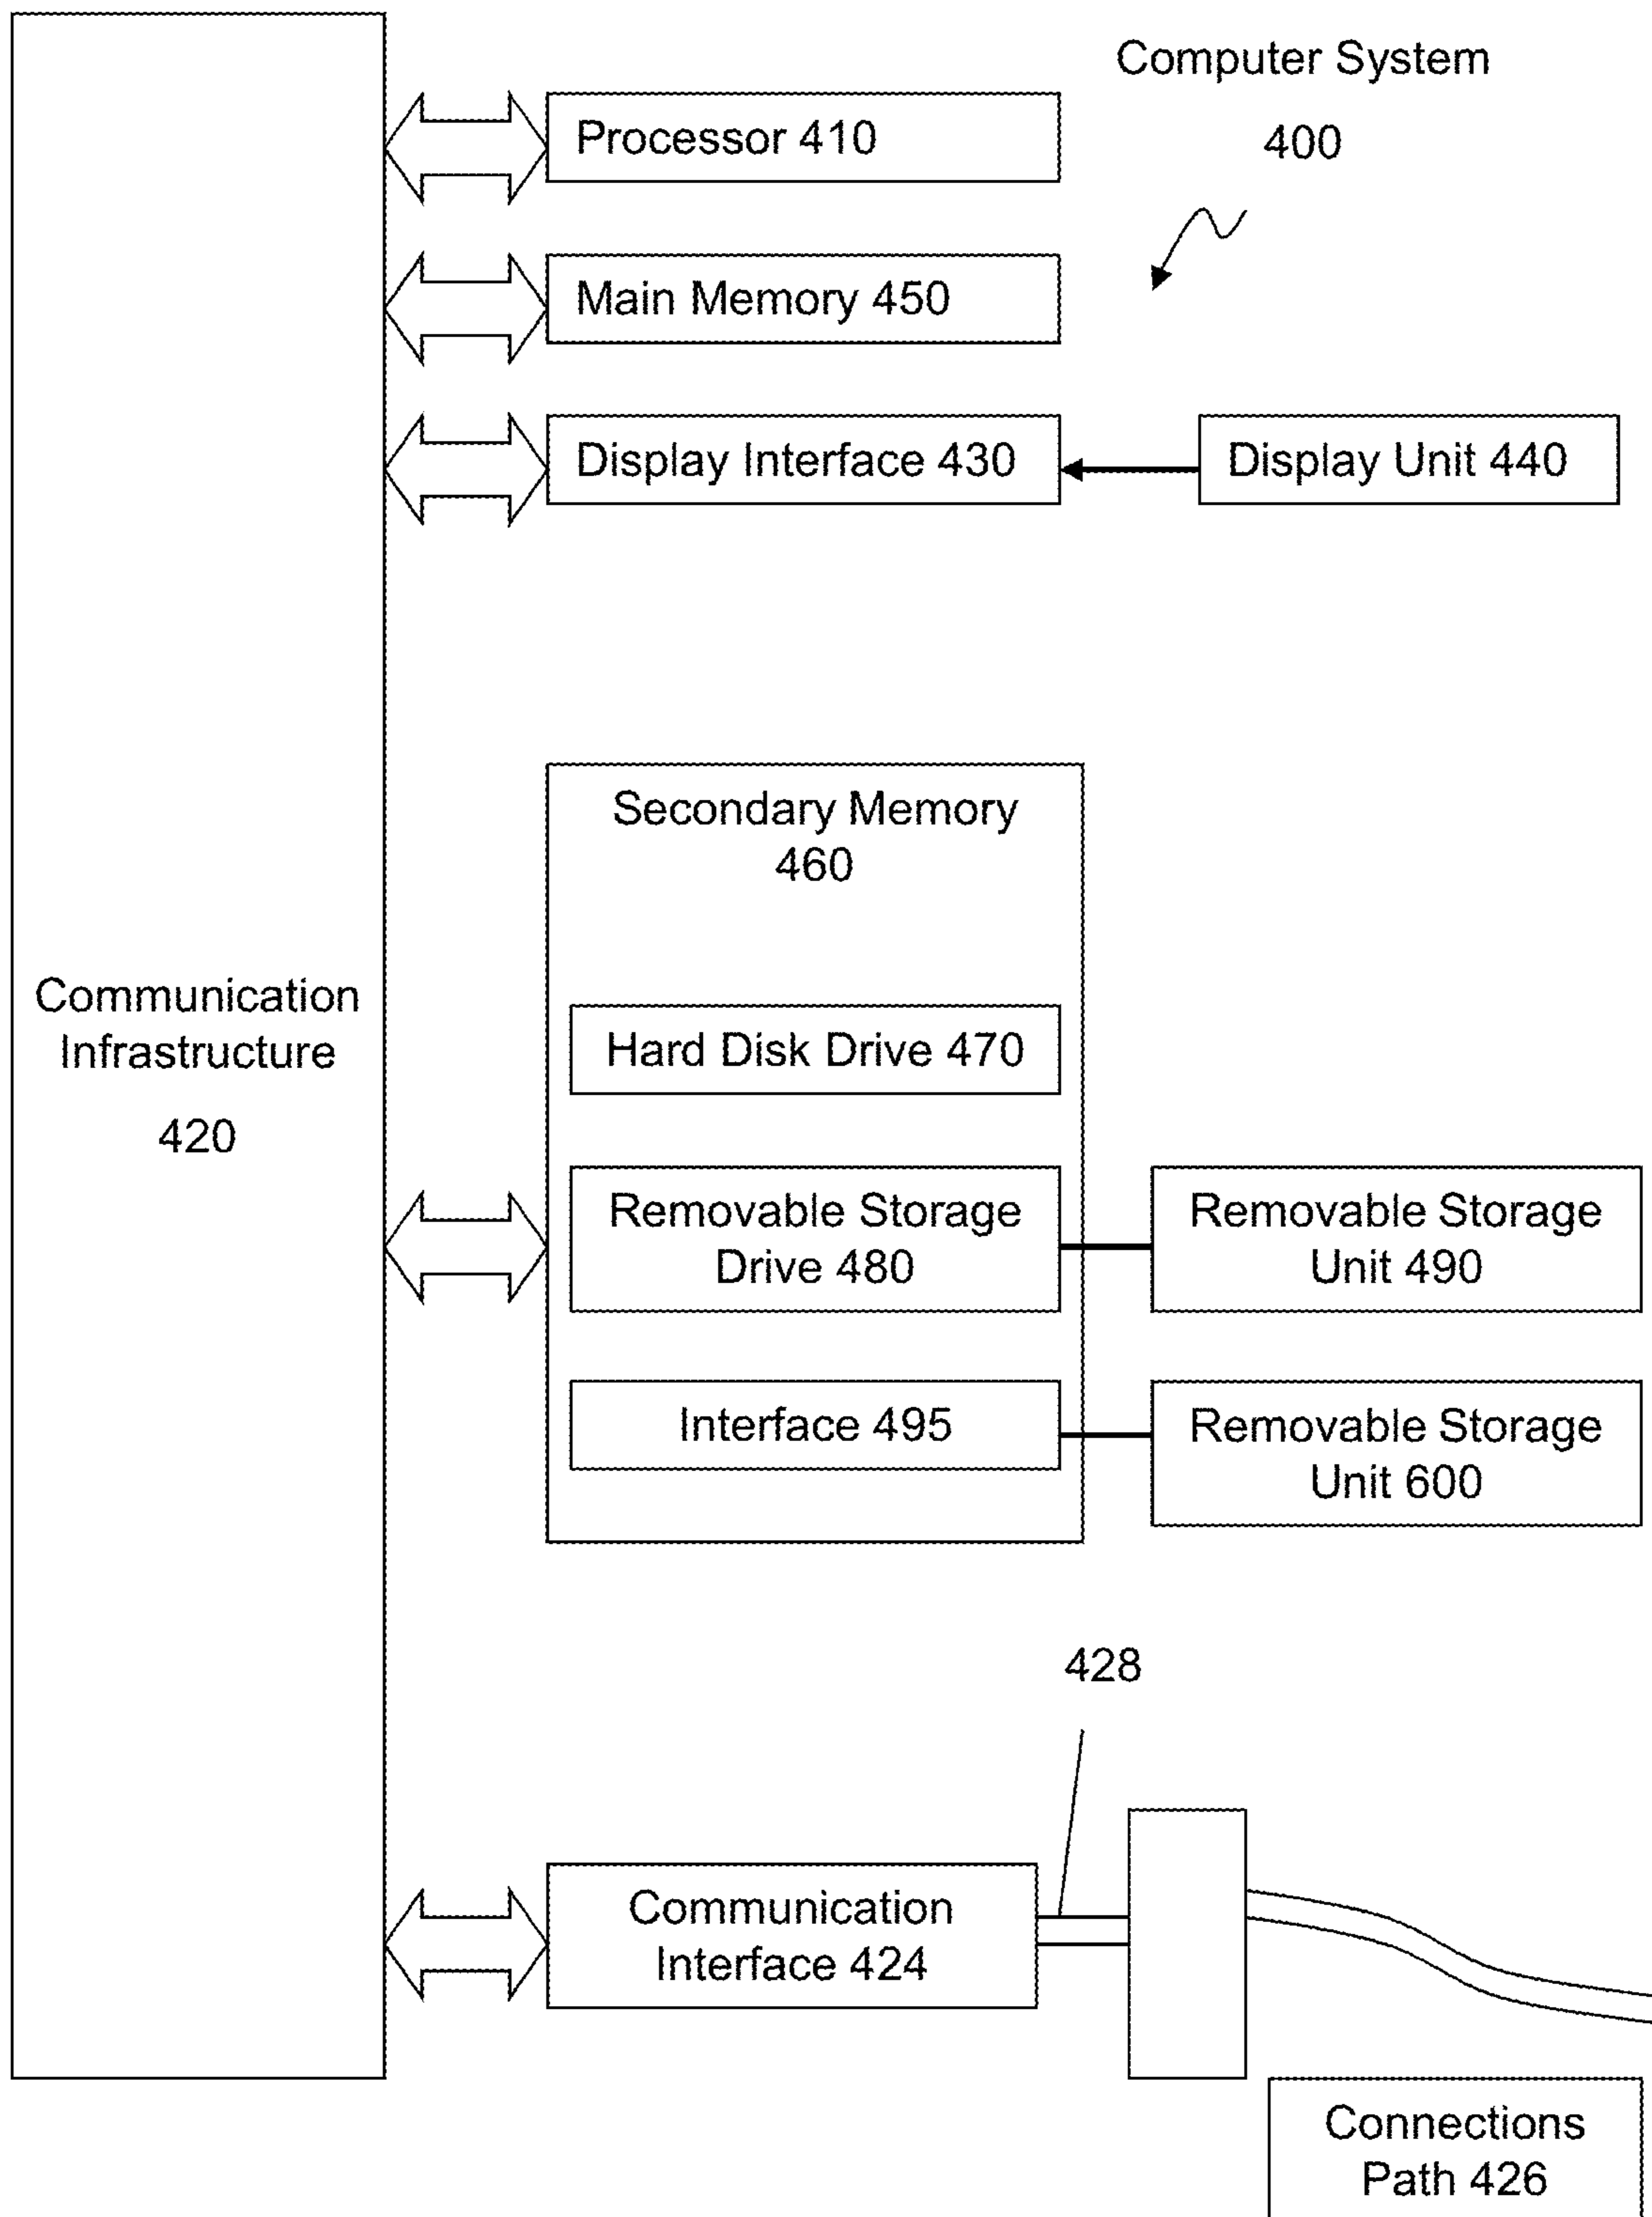 Computer System
400
Processor 410
Main Memory 450
Display Interface 430
Display Unit 440
Secondary Memory
460
Communication
Infrastructure
420
Hard Disk Drive 470
Removable Storage
Drive 480
Removable Storage
Unit 490
Interface 495
Removable Storage
Unit 600
428
Communication
Interface 424
Connections
Path 426